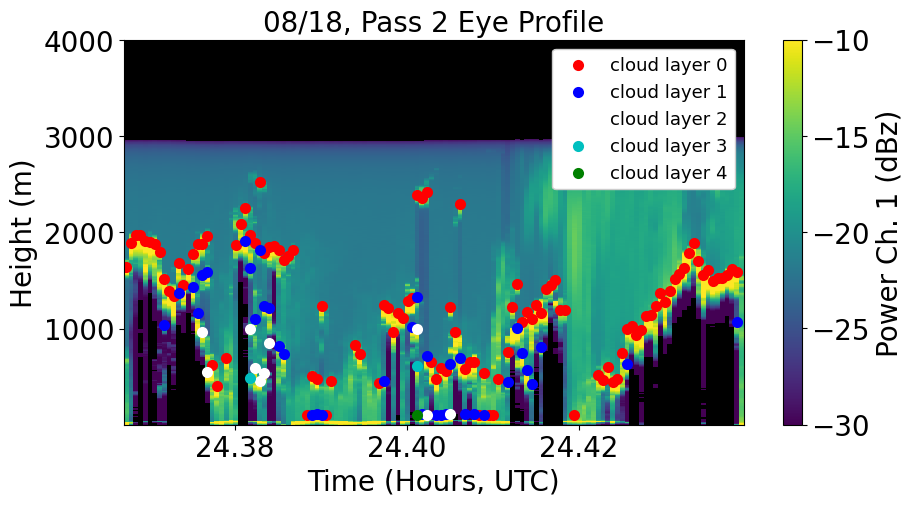 08/18, Pass 2 Eye Profile
4000
3000
2000
1000
Height (m)
24.38
24.40
24.42
Time (Hours, UTC)
cloud layer 0
cloud layer 1
cloud layer 2
cloud layer 3
cloud layer 4
−10
−15
−20
−25
−30
Power Ch. 1 (dBz)